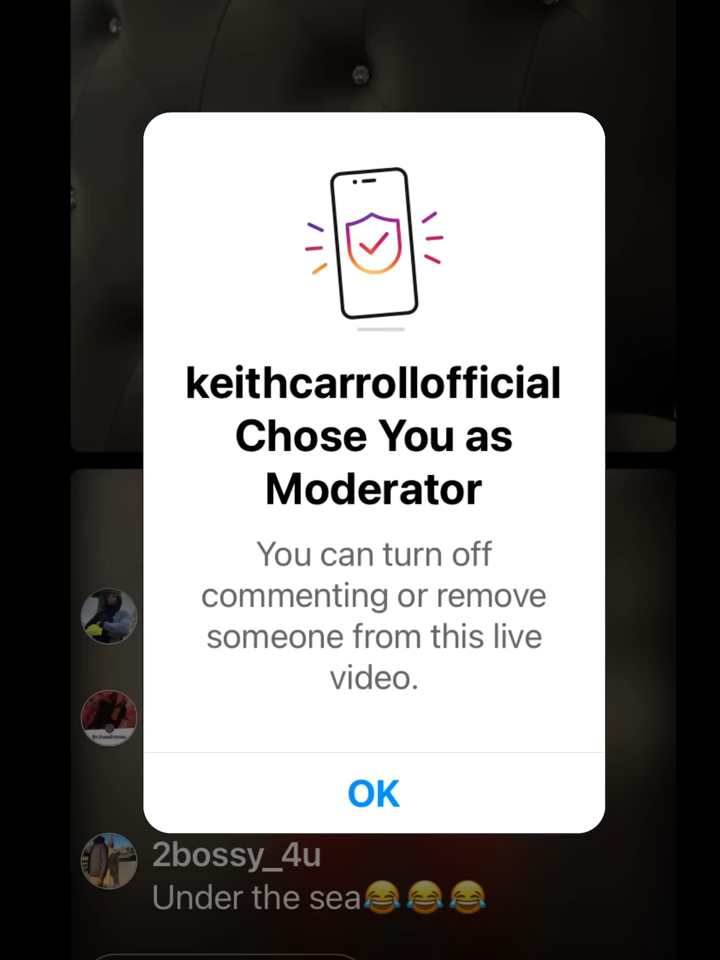 keithcarrollofficial
Chose You as
Moderator
You can turn off
commenting or remove
someone from this live
video.
OK
2bossy_4u
Under the sea😂😂😂